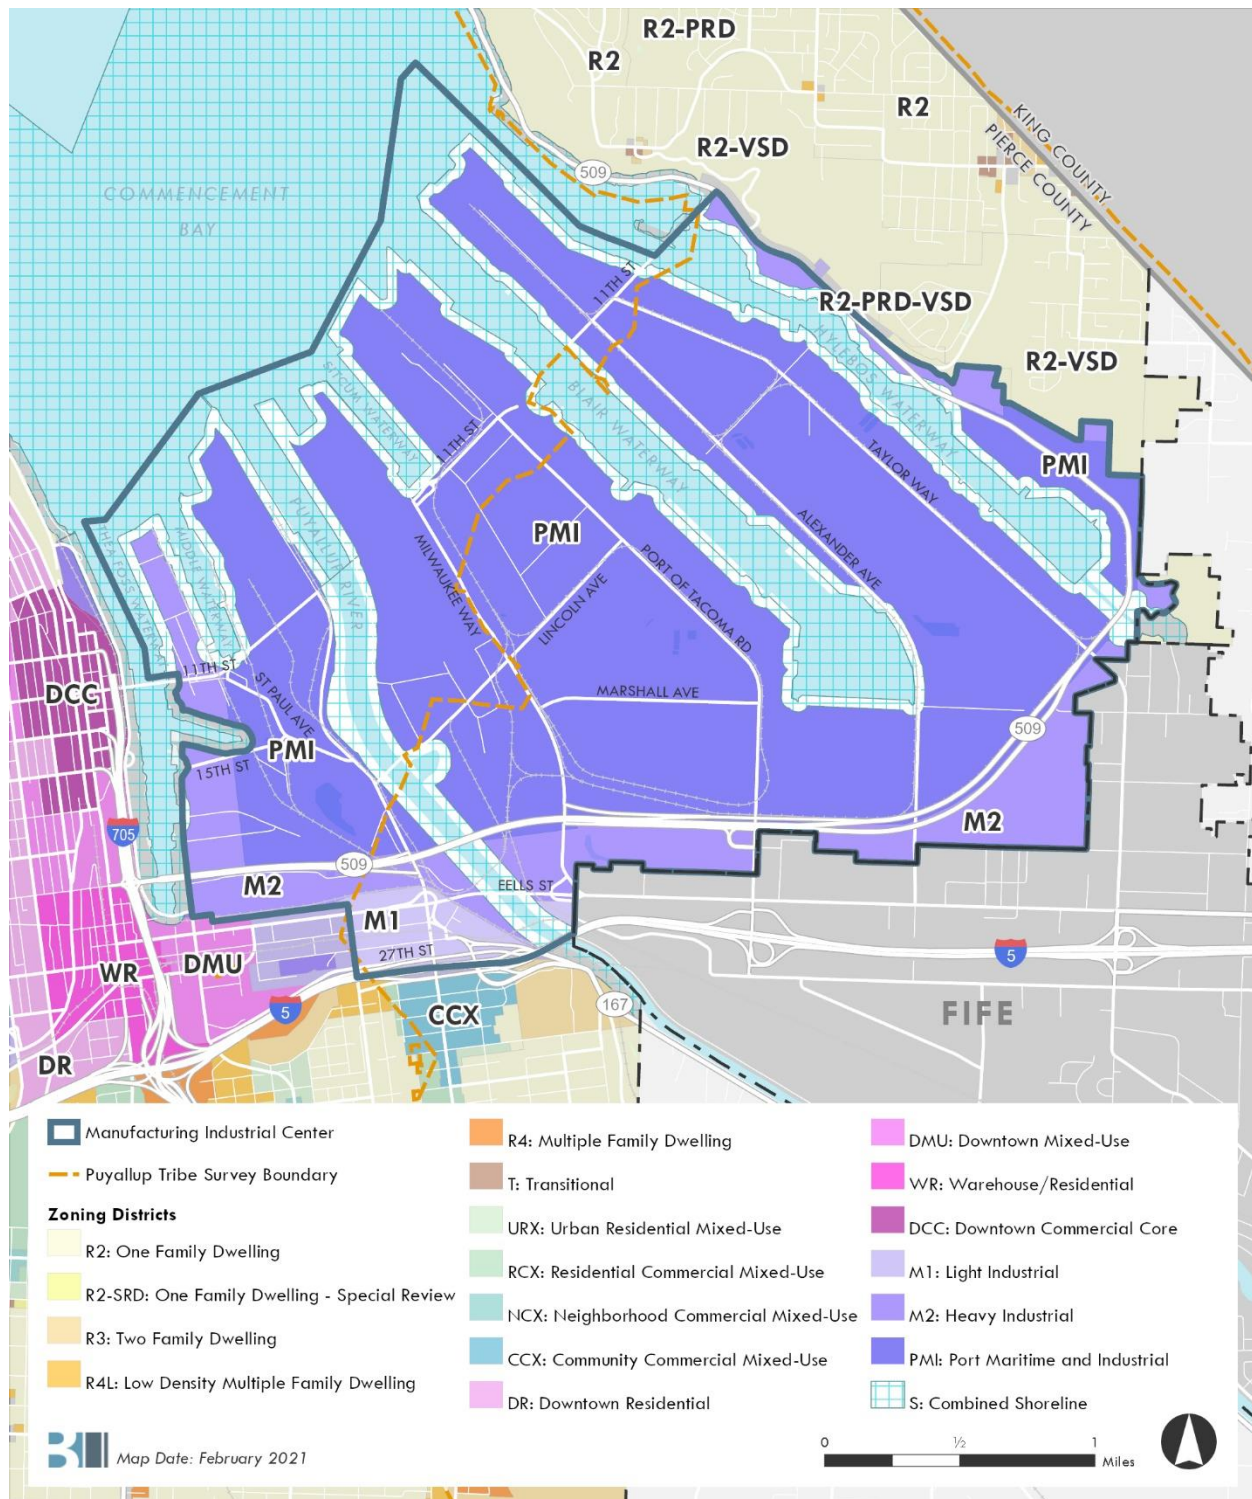 R2-PRD
R2
R2
R2-VSD
KING COUNTY
PIERCE COUNTY
509
COMMENCEMENT
BAY
11TH ST
R2-PRD-VSD
HYLEBOS WATERWAY
R2-VSD
SITCUM WATERWAY
BLAIR WATERWAY
11TH ST
TAYLOR WAY
PMI
PUYALLUP RIVER
PMI
MILWAUKEE WAY
ALEXANDER AVE
THEA FOSS WATERWAY
MIDDLE WATERWAY
LINCOLN AVE
PORT OF TACOMA RD
11TH ST
DCC
ST PAUL AVE
MARSHALL AVE
509
PMI
15TH ST
705
M2
509
M2
EELLS ST
M1
27TH ST
5
WR
DMU
5
167
CCX
FIFE
DR
Manufacturing Industrial Center
Puyallup Tribe Survey Boundary
Zoning Districts
R2: One Family Dwelling
R2-SRD: One Family Dwelling - Special Review
R3: Two Family Dwelling
R4L: Low Density Multiple Family Dwelling
R4: Multiple Family Dwelling
T: Transitional
URX: Urban Residential Mixed-Use
RCX: Residential Commercial Mixed-Use
NCX: Neighborhood Commercial Mixed-Use
CCX: Community Commercial Mixed-Use
DR: Downtown Residential
DMU: Downtown Mixed-Use
WR: Warehouse/Residential
DCC: Downtown Commercial Core
M1: Light Industrial
M2: Heavy Industrial
PMI: Port Maritime and Industrial
S: Combined Shoreline
Map Date: February 2021
0 ½ 1
Miles